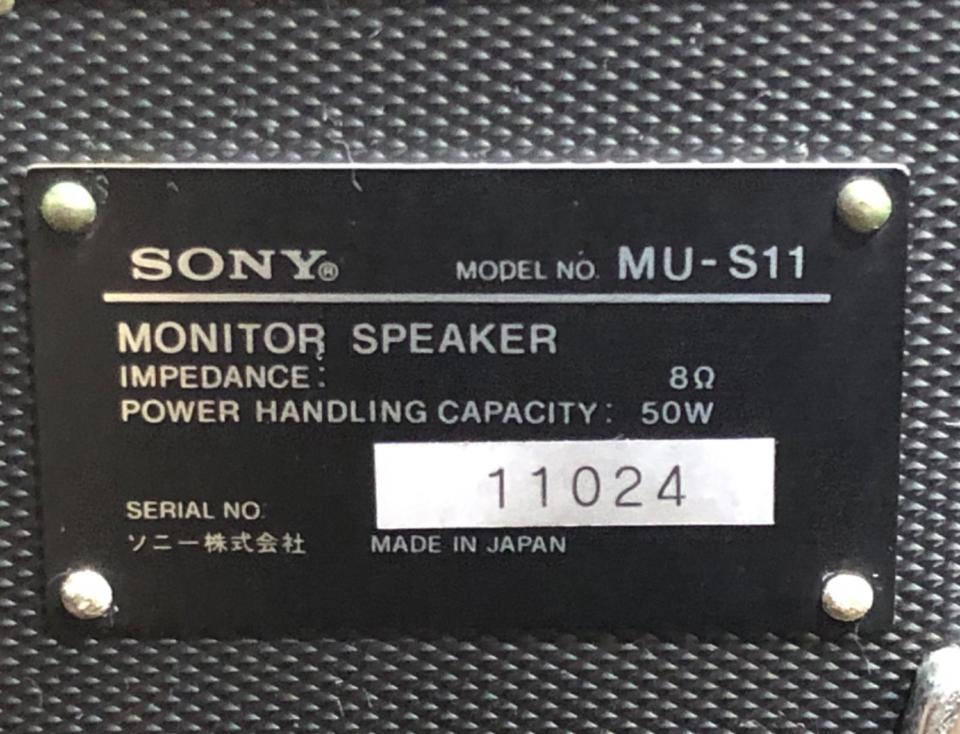 SONY® MODEL NO. MU-S11
MONITOR SPEAKER
IMPEDANCE: 8Ω
POWER HANDLING CAPACITY: 50W
11024
SERIAL NO.
ソニー株式会社 MADE IN JAPAN